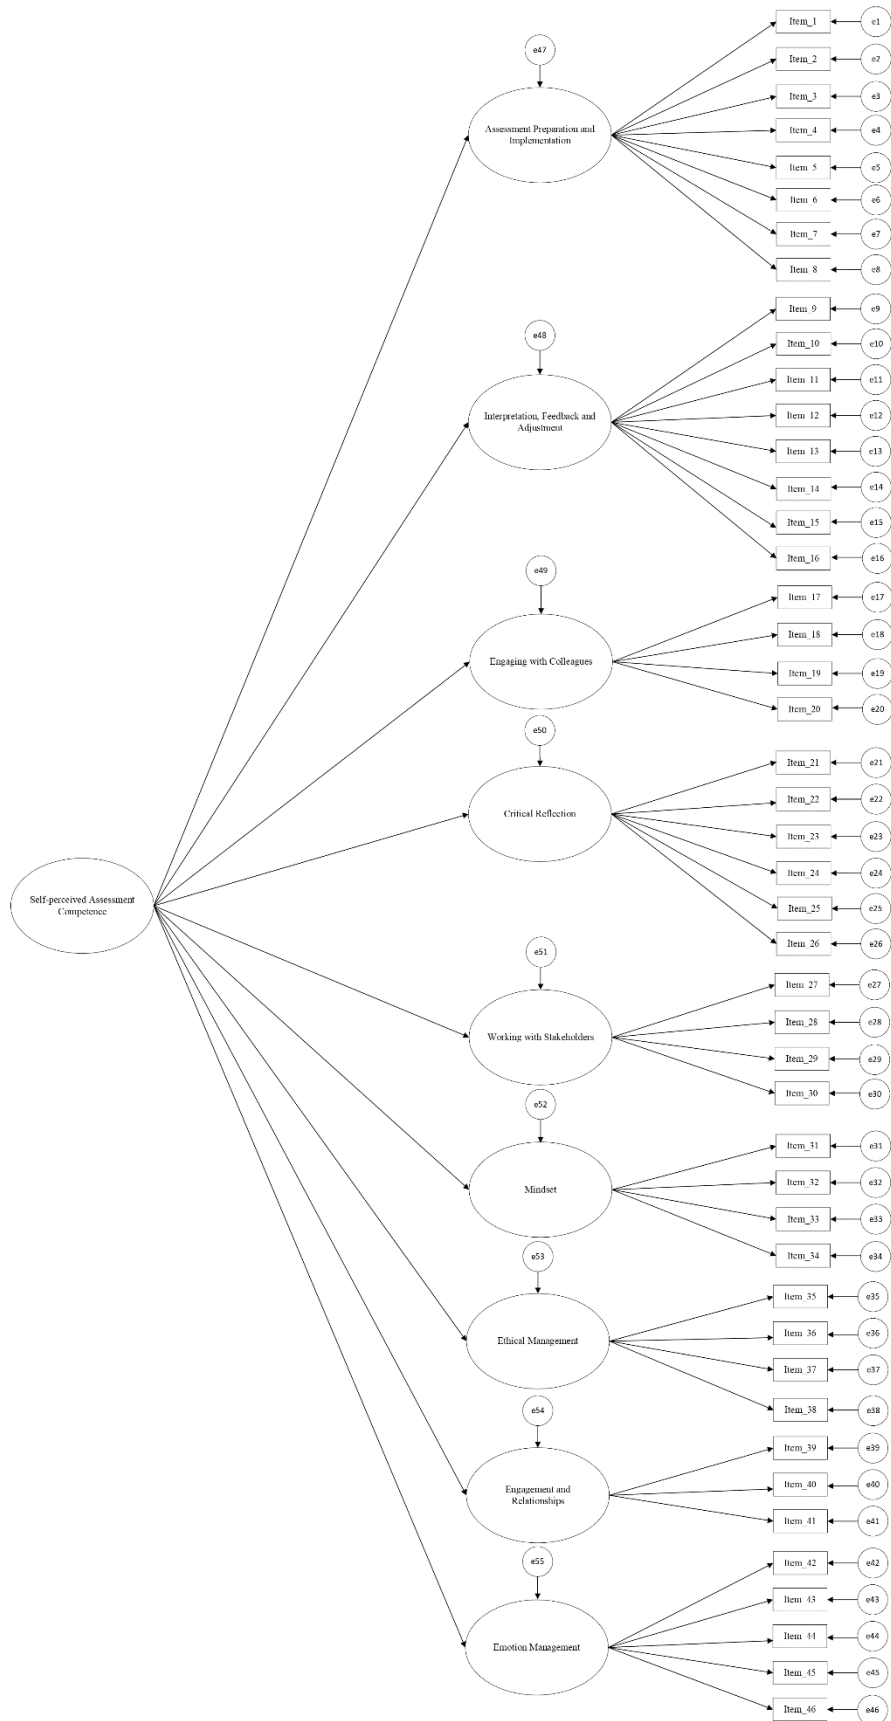 Item_1
e1
e47
Item_2
e2
Item_3
e3
Assessment Preparation and
Implementation
Item_4
e4
Item_5
e5
Item_6
e6
Item_7
e7
Item_8
e8
Item_9
e9
e48
Item_10
e10
Item_11
e11
Interpretation, Feedback and
Adjustment
Item_12
e12
Item_13
e13
Item_14
e14
Item_15
e15
Item_16
e16
e49
Item_17
e17
Item_18
e18
Engaging with Colleagues
Item_19
e19
Item_20
e20
e50
Item_21
e21
Item_22
e22
Critical Reflection
Item_23
e23
Item_24
e24
Item_25
e25
Item_26
e26
Self-perceived Assessment
Competence
e51
Item_27
e27
Item_28
e28
Working with Stakeholders
Item_29
e29
Item_30
e30
e52
Item_31
e31
Item_32
e32
Mindset
Item_33
e33
Item_34
e34
e53
Item_35
e35
Item_36
e36
Ethical Management
Item_37
e37
Item_38
e38
e54
Item_39
e39
Item_40
e40
Engagement and
Relationships
Item_41
e41
e55
Item_42
e42
Item_43
e43
Item_44
e44
Emotion Management
Item_45
e45
Item_46
e46